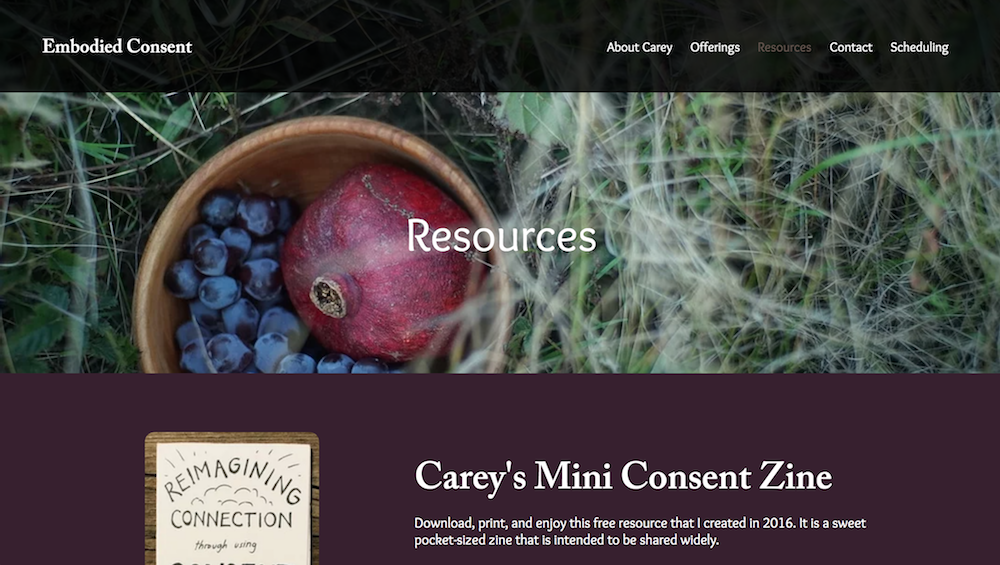 Embodied Consent
About Carey Offerings Resources Contact Scheduling
Resources
REIMAGINING
CONNECTION
through using
Carey's Mini Consent Zine
Download, print, and enjoy this free resource that I created in 2016. It is a sweet
pocket-sized zine that is intended to be shared widely.